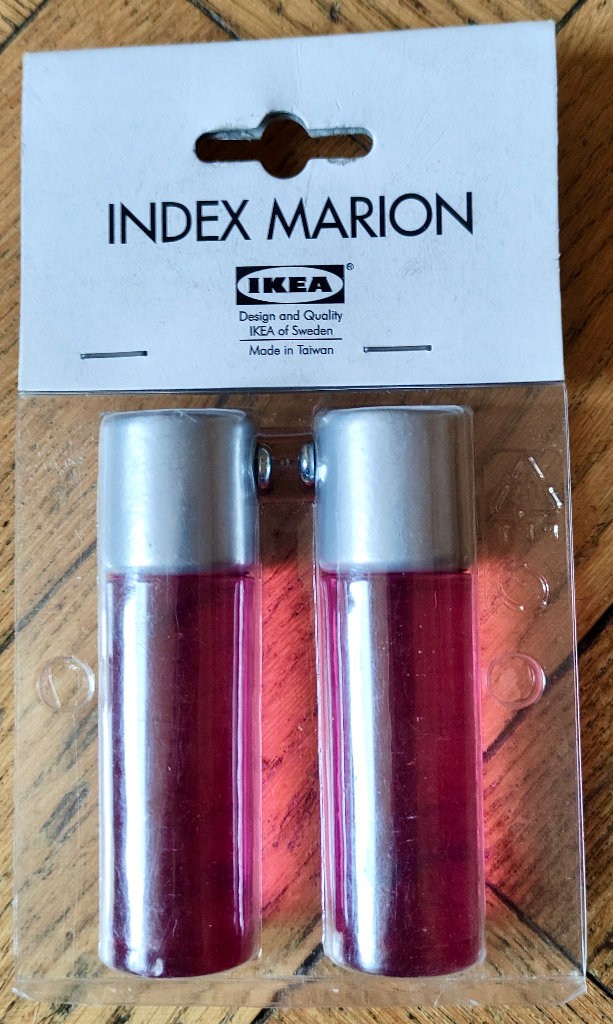 INDEX MARION
IKEA®
Design and Quality
IKEA of Sweden
Made in Taiwan